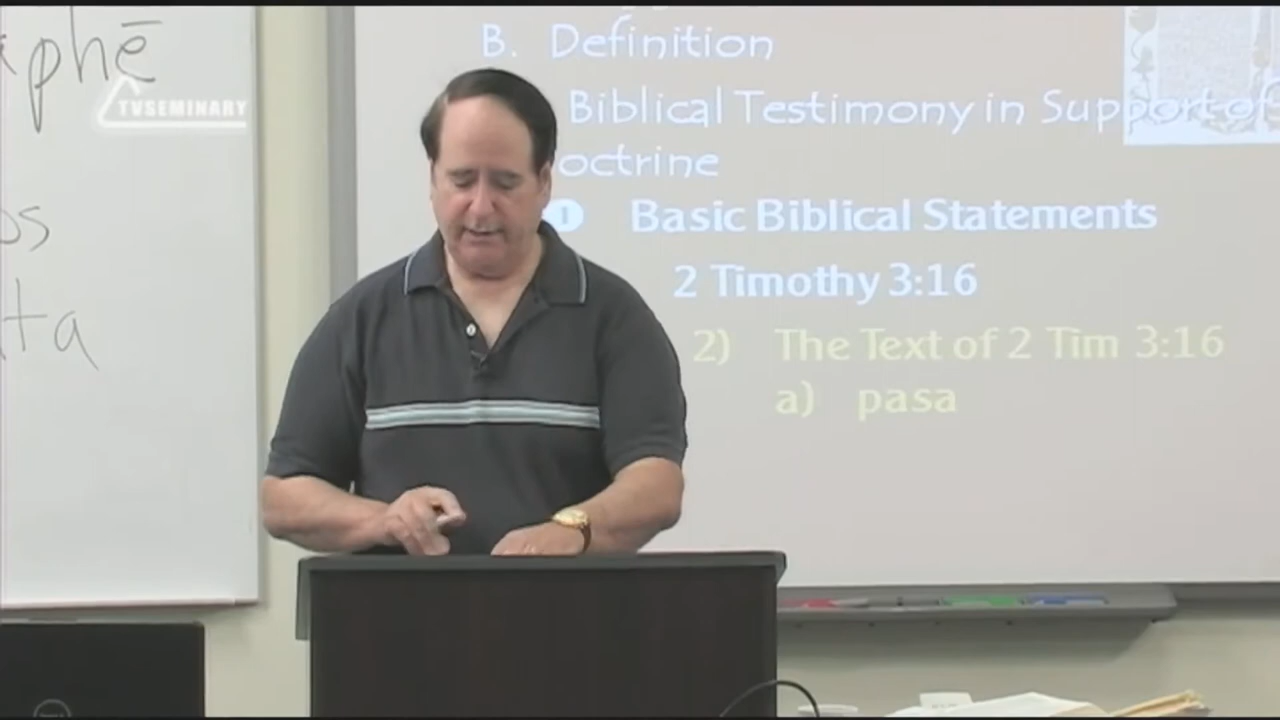 phē
TVSEMINARY
os
ta
B. Definition
Biblical Testimony in Support of
octrine
1 Basic Biblical Statements
2 Timothy 3:16
2) The Text of 2 Tim 3:16
a) pasa